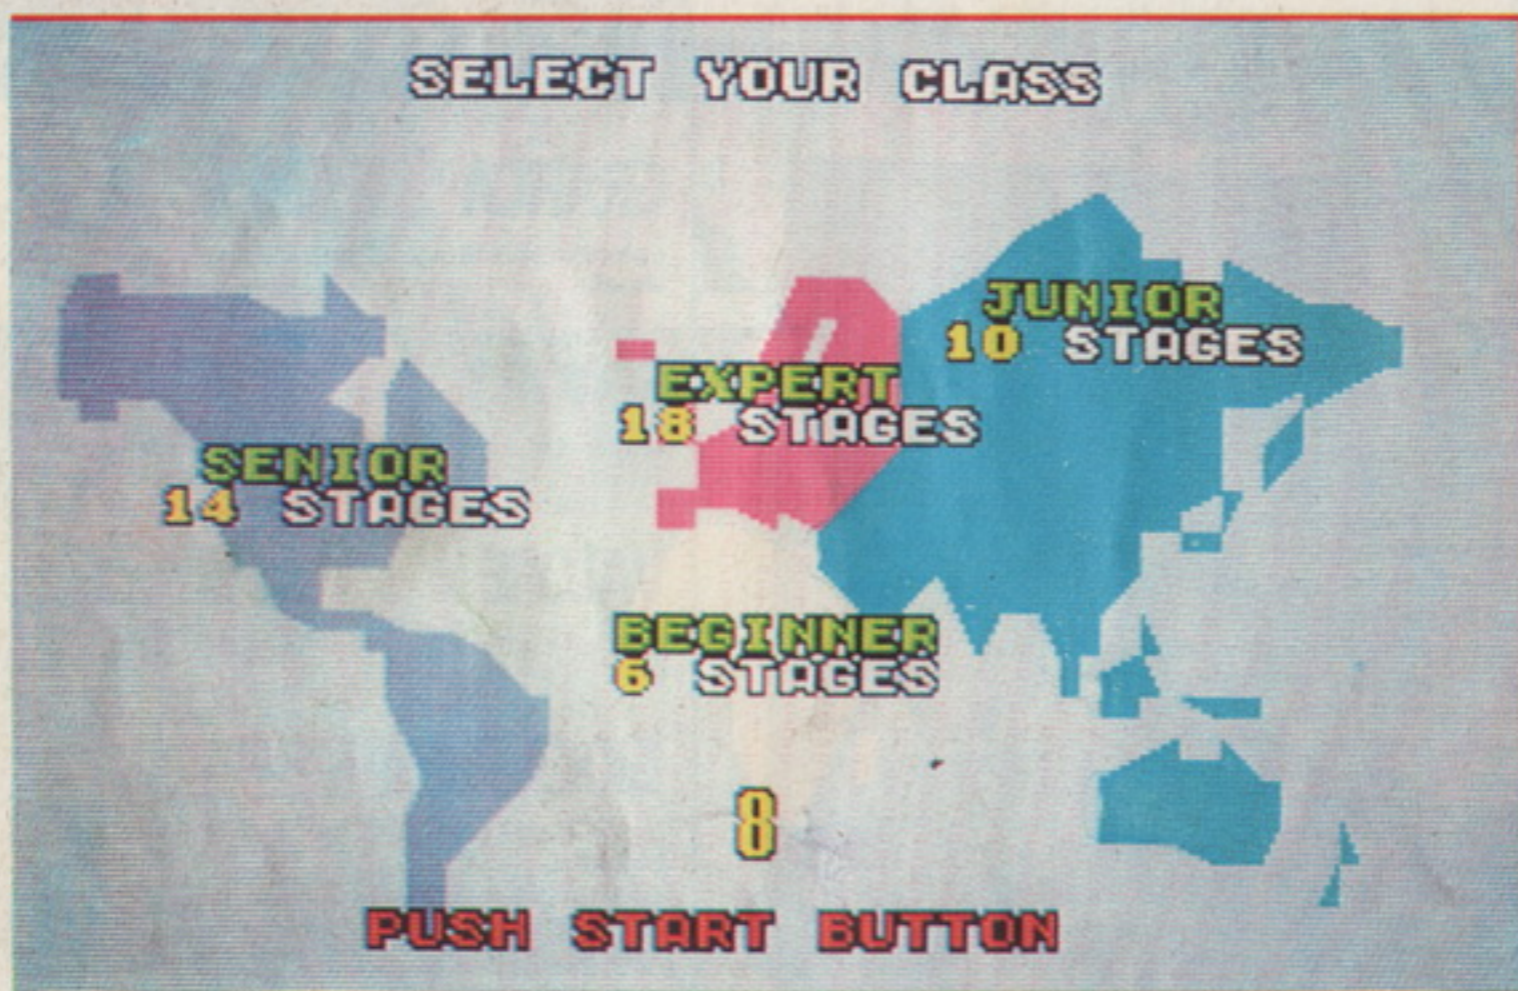 SELECT YOUR CLASS
JUNIOR
10 STAGES
EXPERT
18 STAGES
SENIOR
14 STAGES
BEGINNER
6 STAGES
8
PUSH START BUTTON